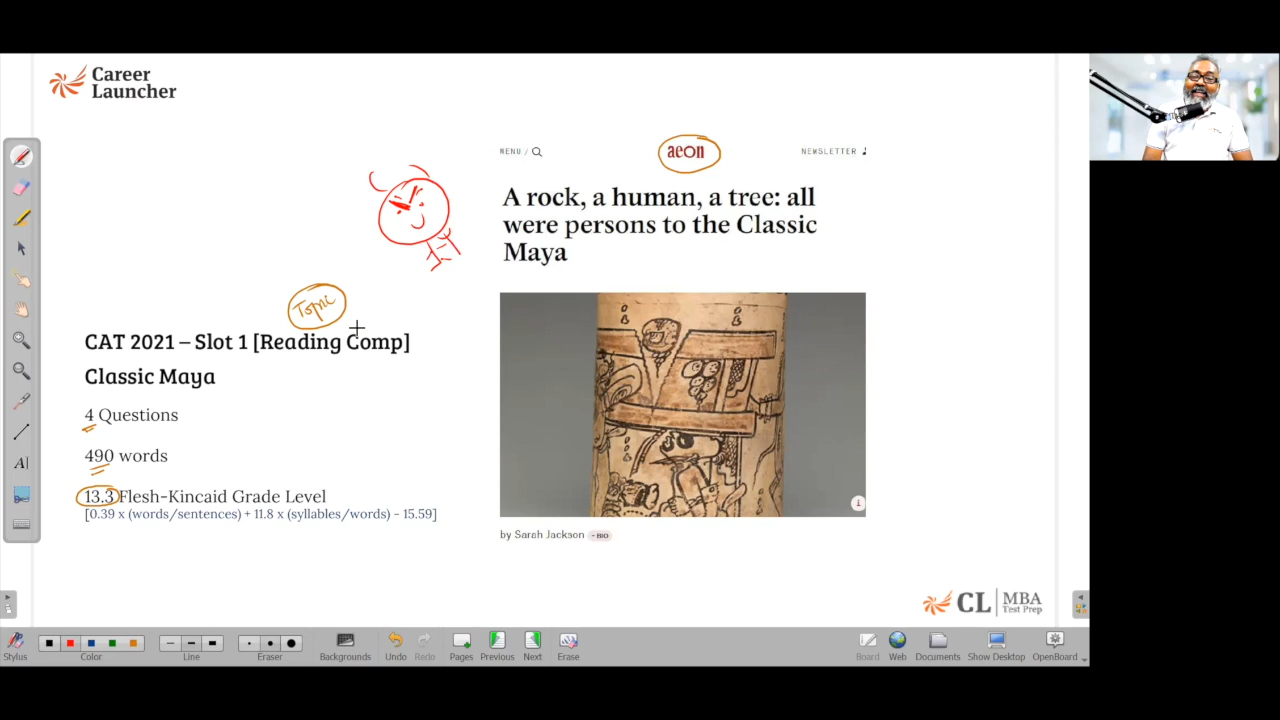 Career
Launcher
MENU /
aeon
NEWSLETTER
A rock, a human, a tree: all
were persons to the Classic
Maya
Topic
CAT 2021 – Slot 1 [Reading Comp]
Classic Maya
4 Questions
490 words
13.3 Flesh-Kincaid Grade Level
[0.39 x (words/sentences) + 11.8 x (syllables/words) - 15.59]
i
by Sarah Jackson - BIO
CL MBA
Test Prep
A
Stylus
Color
Line
Eraser
Backgrounds
Undo
Redo
Pages
Previous
Next
Erase
Board
Web
Documents
Show Desktop
OpenBoard